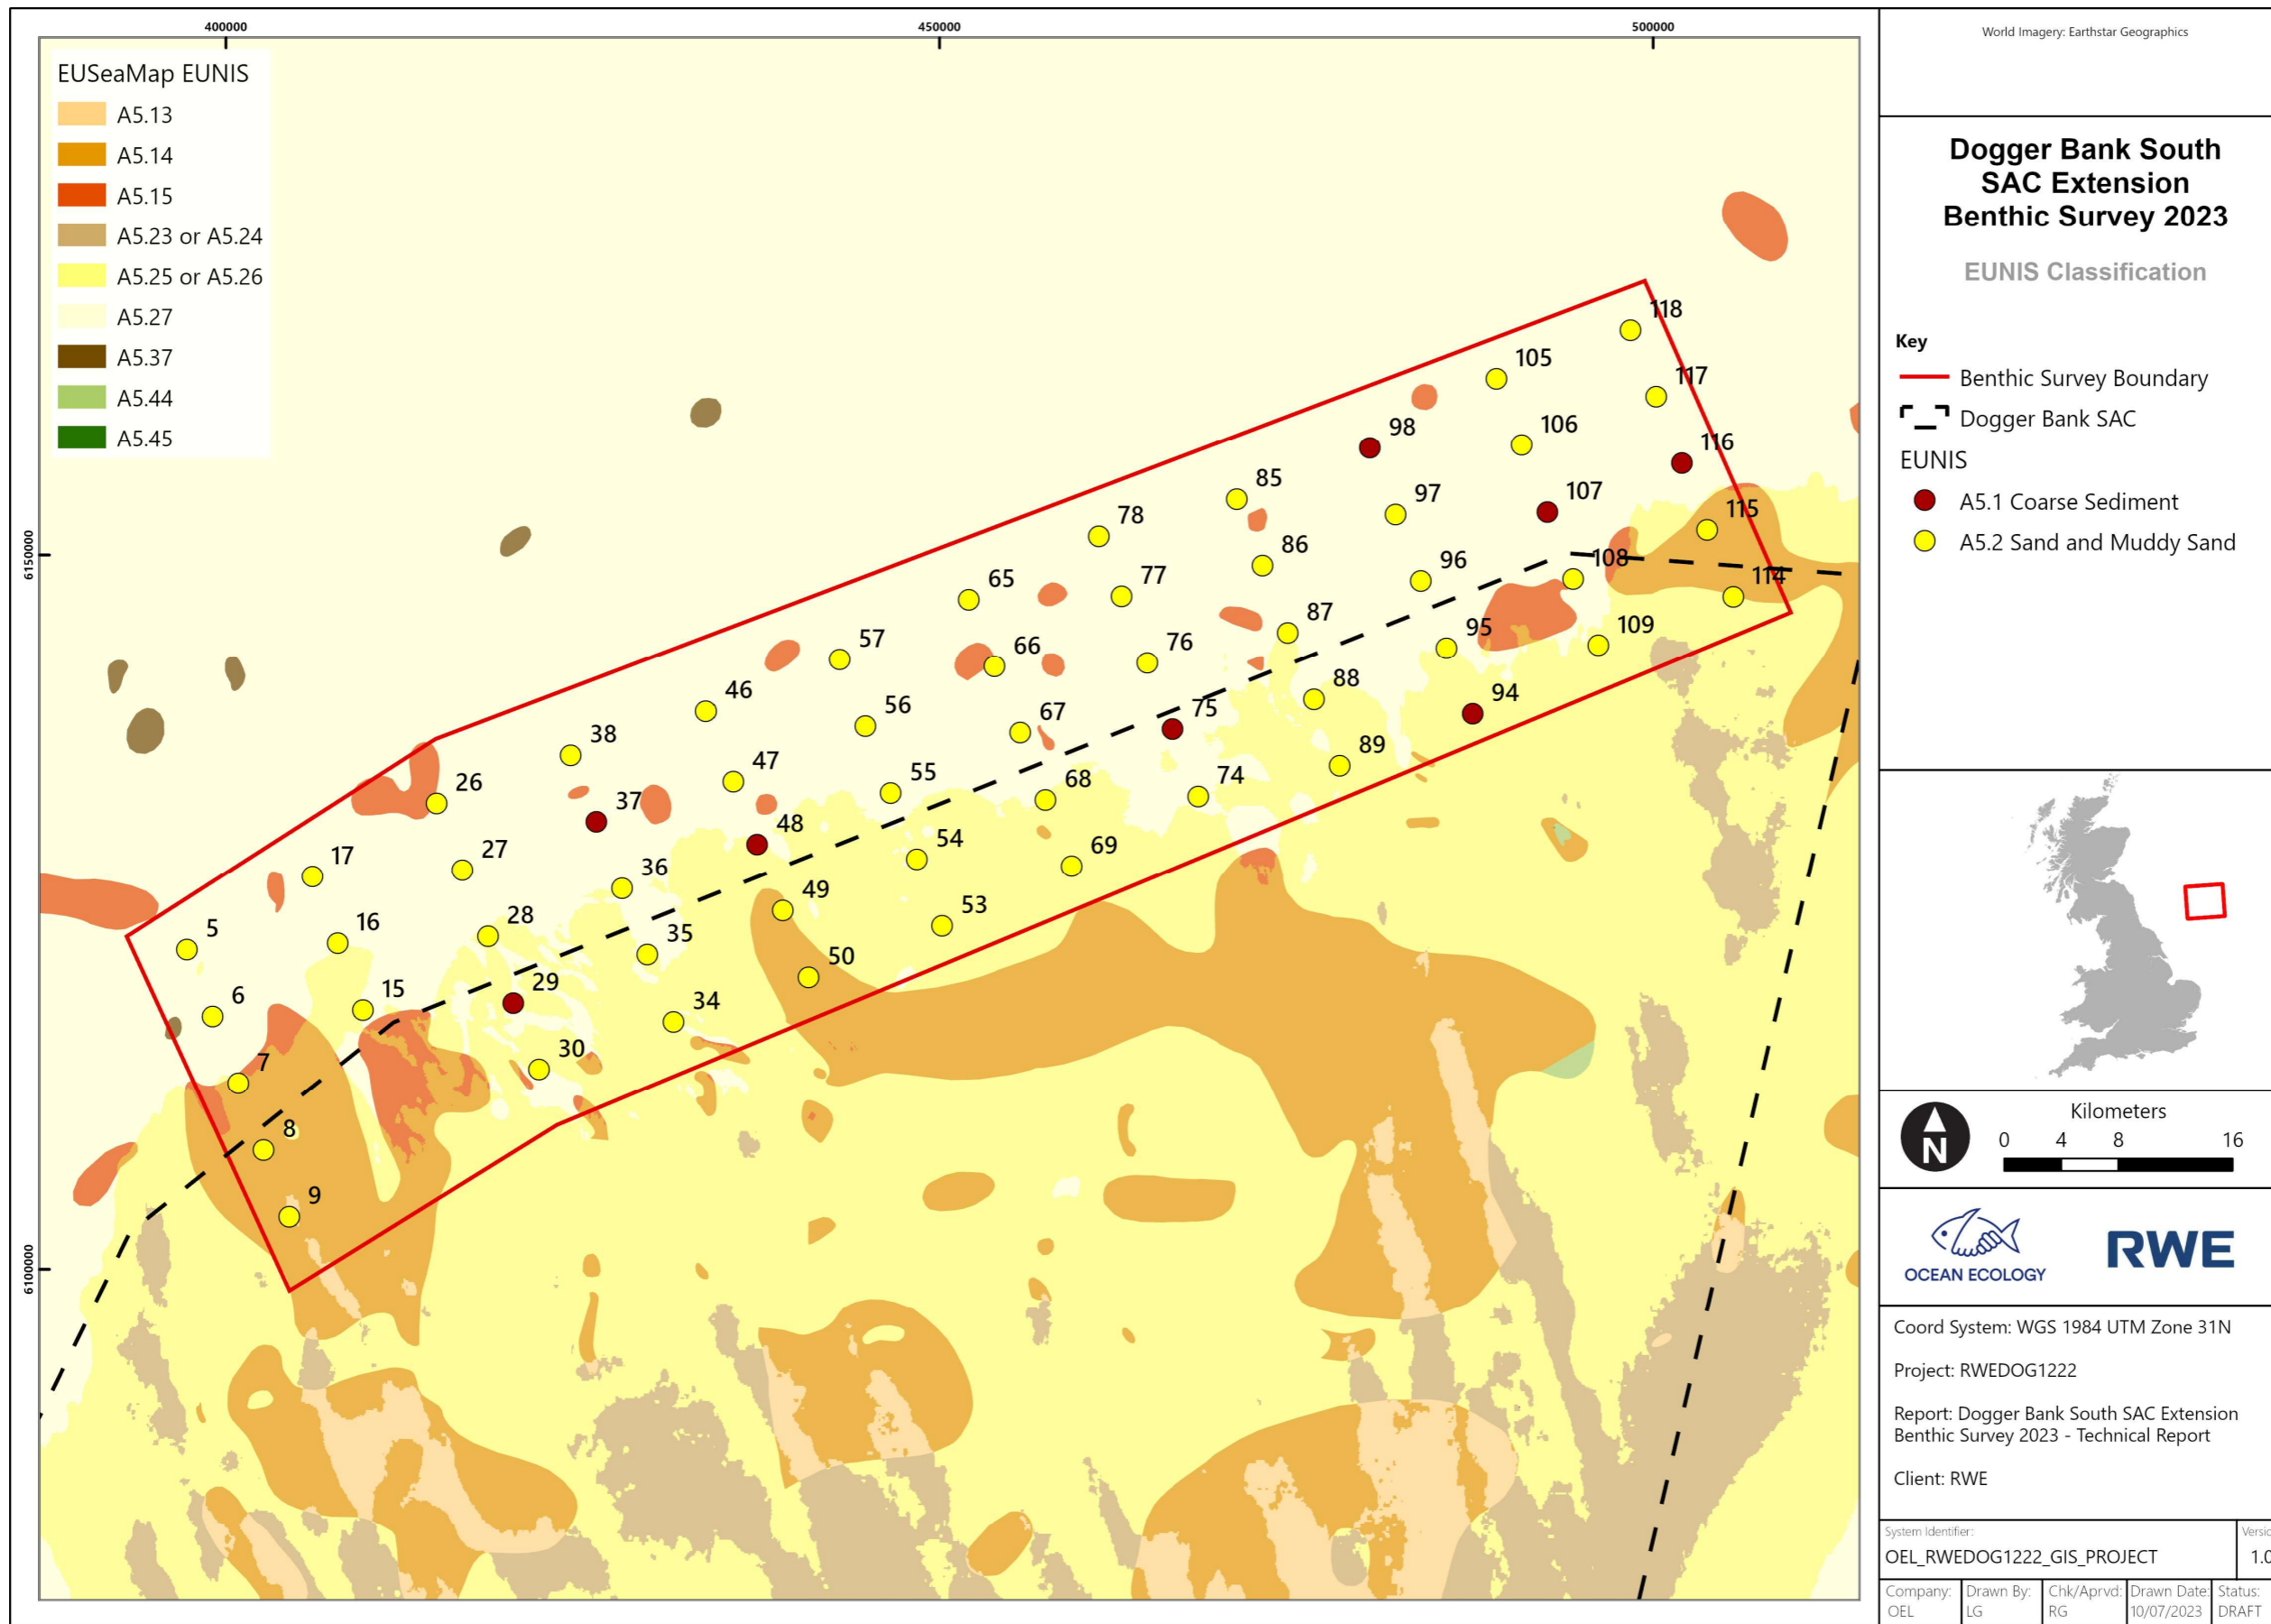 400000
450000
500000
6150000
6100000
EUSeaMap EUNIS
A5.13
A5.14
A5.15
A5.23 or A5.24
A5.25 or A5.26
A5.27
A5.37
A5.44
A5.45
118
105
117
98
106
116
85
97
107
78
115
86
96
108
65
77
114
87
95
109
57
66
76
46
56
67
88
94
75
38
47
89
55
68
74
26
37
48
54
69
17
27
36
49
53
5
16
28
35
50
6
15
29
34
7
30
8
9
World Imagery: Earthstar Geographics
Dogger Bank South
SAC Extension
Benthic Survey 2023
EUNIS Classification
Key
Benthic Survey Boundary
Dogger Bank SAC
EUNIS
A5.1 Coarse Sediment
A5.2 Sand and Muddy Sand
N
Kilometers
0 4 8 16
OCEAN ECOLOGY
RWE
Coord System: WGS 1984 UTM Zone 31N
Project: RWEDOG1222
Report: Dogger Bank South SAC Extension
Benthic Survey 2023 - Technical Report
Client: RWE
System Identifier: Versio
OEL_RWEDOG1222_GIS_PROJECT 1.0
Company: Drawn By: Chk/Aprvd: Drawn Date: Status:
OEL LG RG 10/07/2023 DRAFT